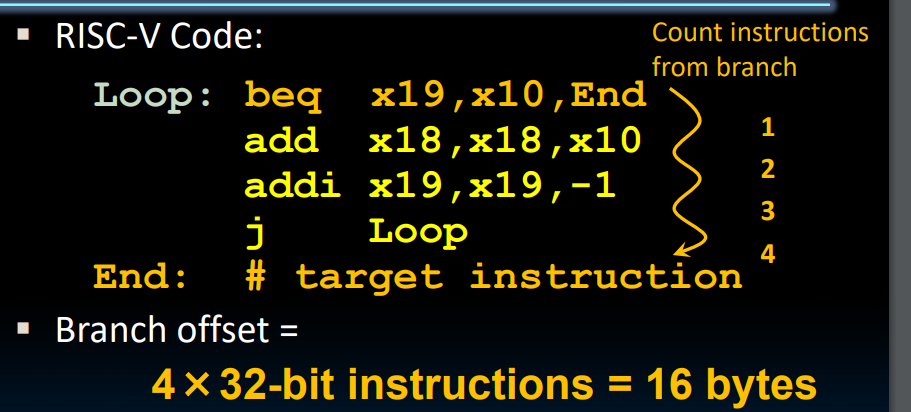 ▪ RISC-V Code:
Count instructions
from branch
Loop: beq x19,x10,End
add x18,x18,x10
1
addi x19,x19,-1
2
j Loop
3
End: # target instruction
4
▪ Branch offset =
4 × 32-bit instructions = 16 bytes